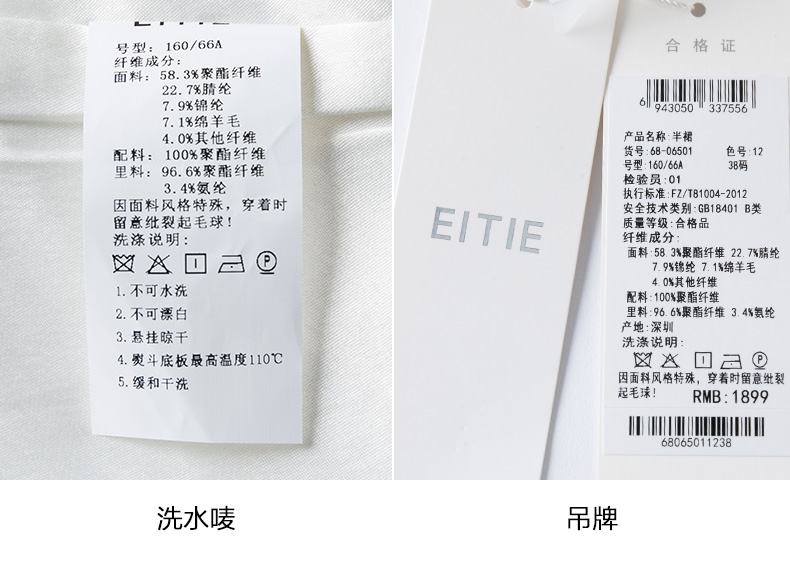 EITIE
号型: 160/66A
纤维成分:
面料: 58.3%聚酯纤维
22.7%腈纶
7.9%锦纶
7.1%绵羊毛
4.0%其他纤维
配料: 100%聚酯纤维
里料: 96.6%聚酯纤维
3.4%氨纶
因面料风格特殊, 穿着时
留意纰裂起毛球!
洗涤说明:
1.不可水洗
2.不可漂白
3.悬挂晾干
4.熨斗底板最高温度110℃
5.缓和干洗
洗水唛
EITIE
合格证
6 943050 337556
产品名称:半裙
货号:68-06501 色号:12
号型:160/66A 38码
检验员:01
执行标准:FZ/T81004-2012
安全技术类别:GB18401 B类
质量等级:合格品
纤维成分:
面料:58.3%聚酯纤维 22.7%腈纶
7.9%锦纶 7.1%绵羊毛
4.0%其他纤维
配料:100%聚酯纤维
里料:96.6%聚酯纤维 3.4%氨纶
产地:深圳
洗涤说明:
因面料风格特殊, 穿着时留意纰裂
起毛球! RMB:1899
68065011238
吊牌